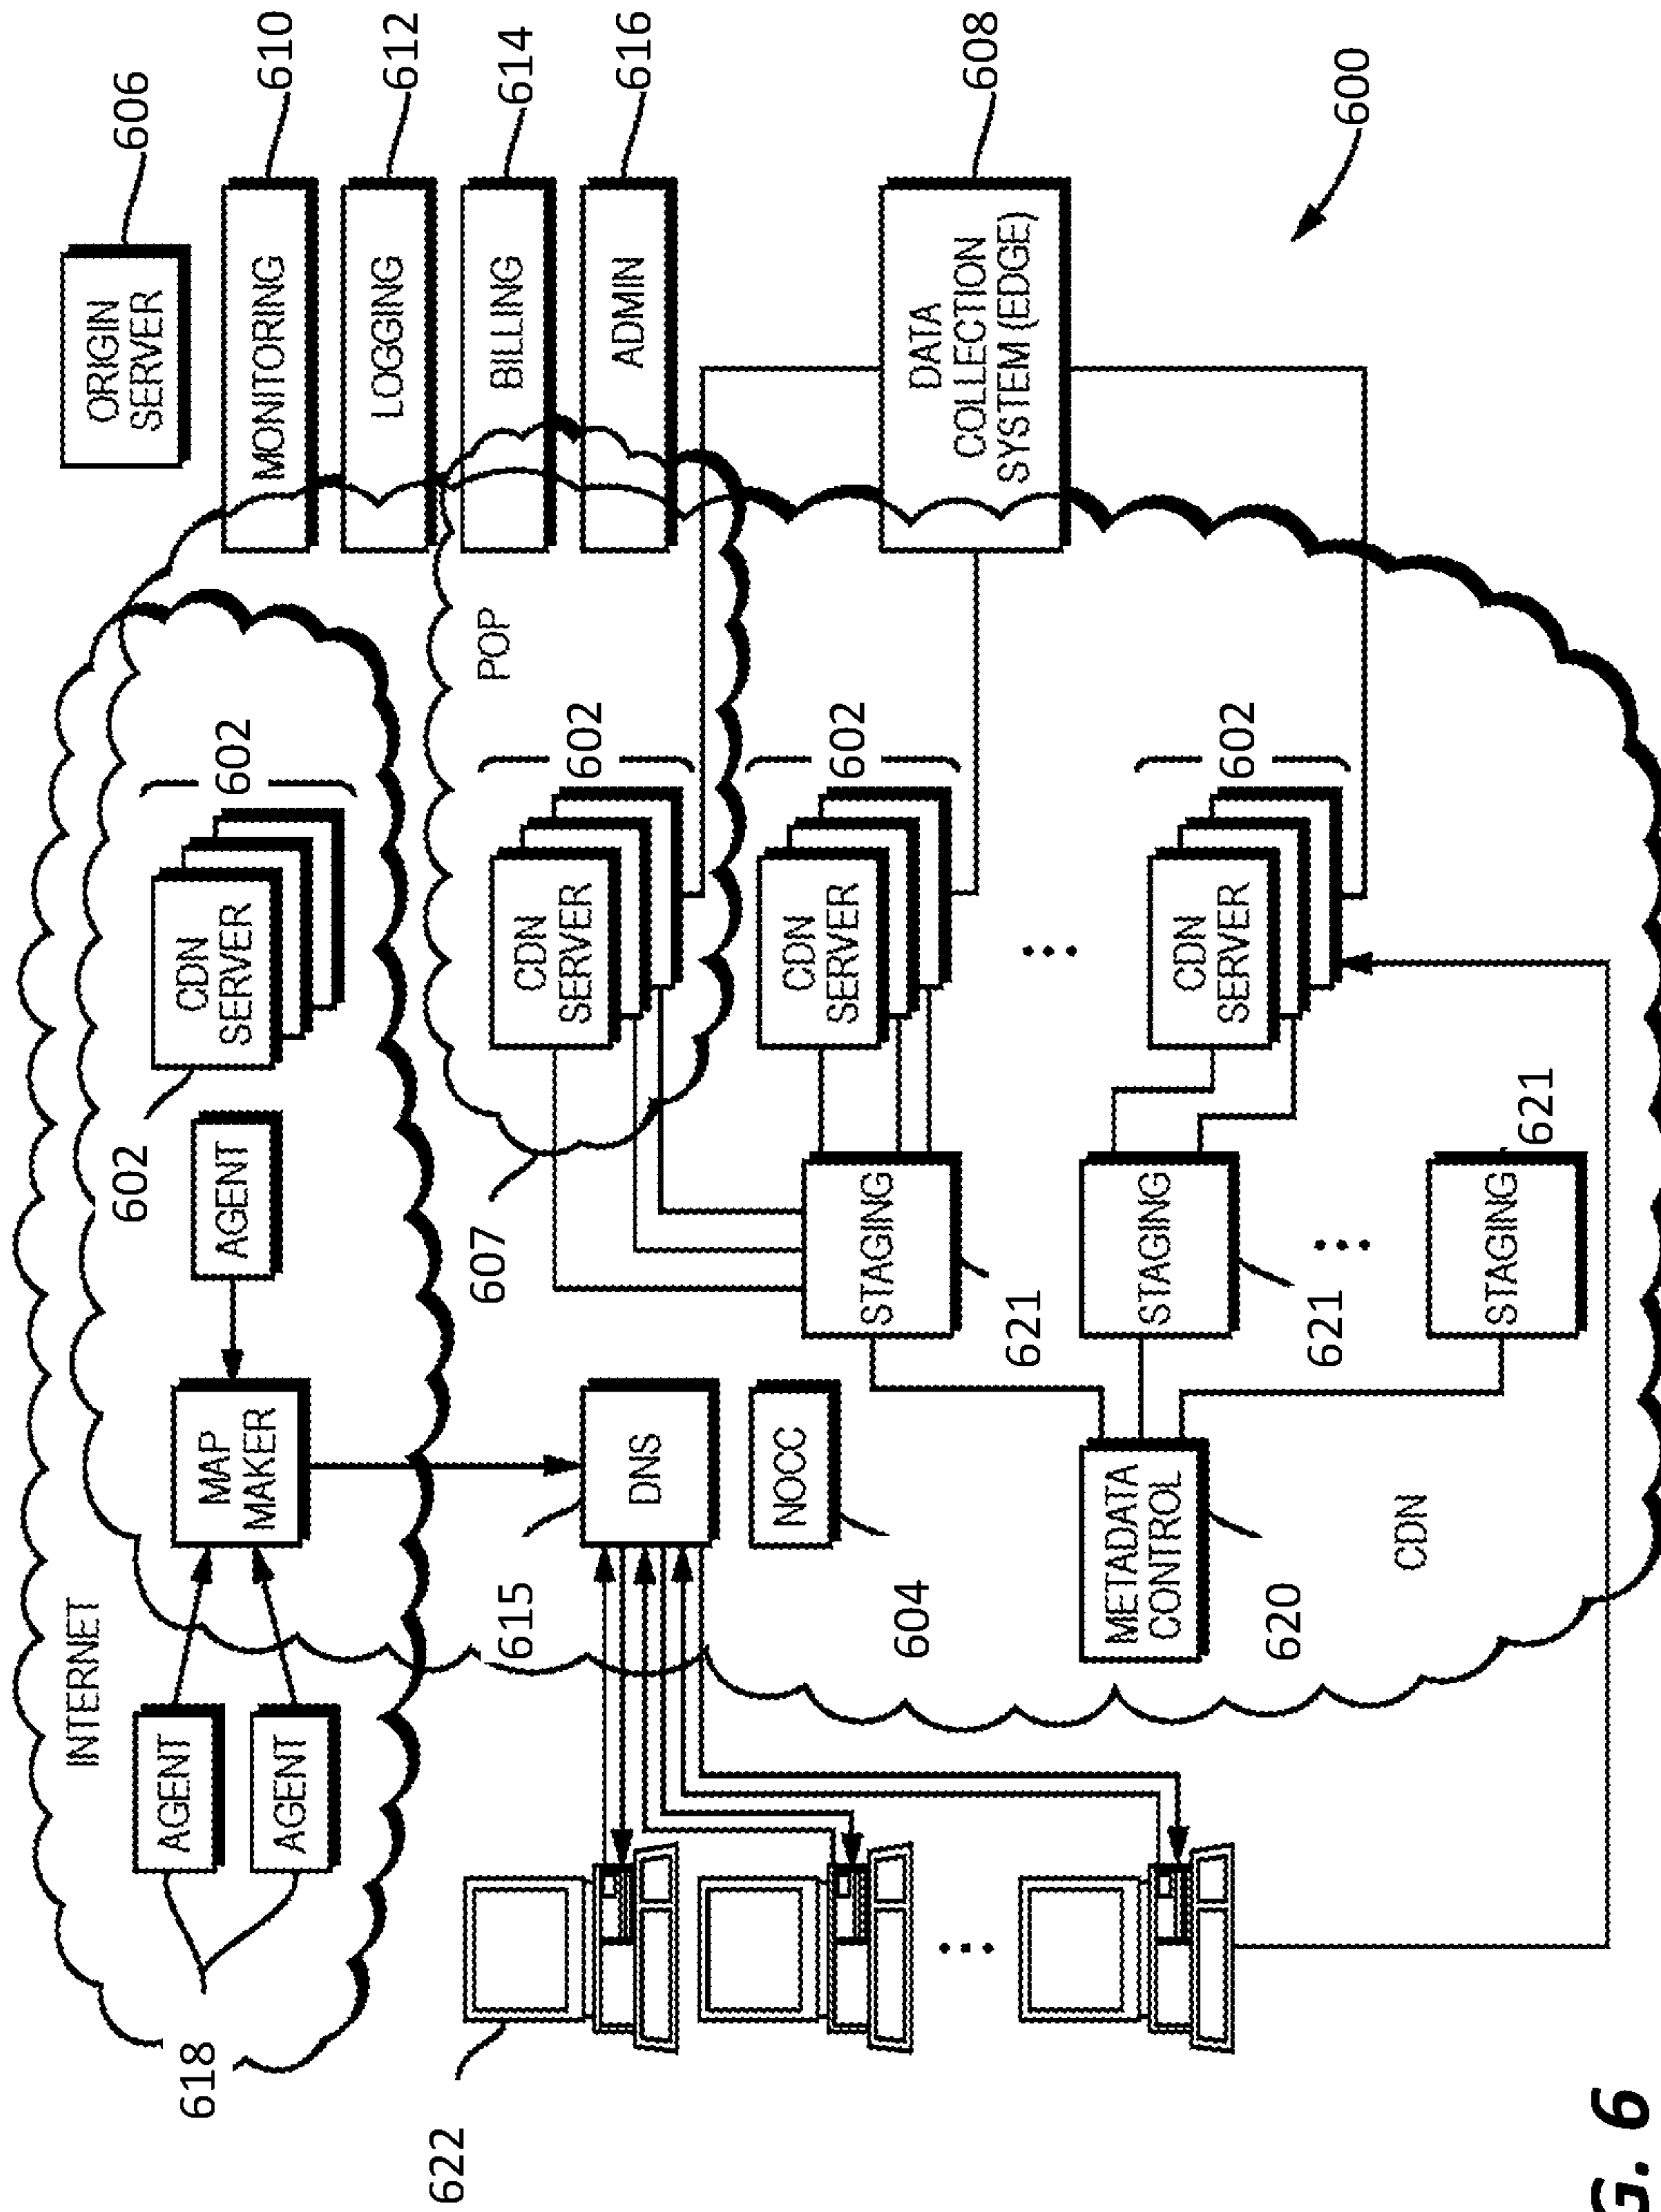 INTERNET
AGENT
AGENT
618
MAP
MAKER
AGENT
602
CDN
SERVER
602
ORIGIN
SERVER
606
MONITORING
610
LOGGING
612
BILLING
614
ADMIN
616
622
615
DNS
NOCC
604
607
POP
CDN
SERVER
602
CDN
SERVER
602
DATA
COLLECTION
SYSTEM (EDGE)
608
STAGING
621
METADATA
CONTROL
620
STAGING
621
CDN
SERVER
602
STAGING
621
CDN
600
G. 6